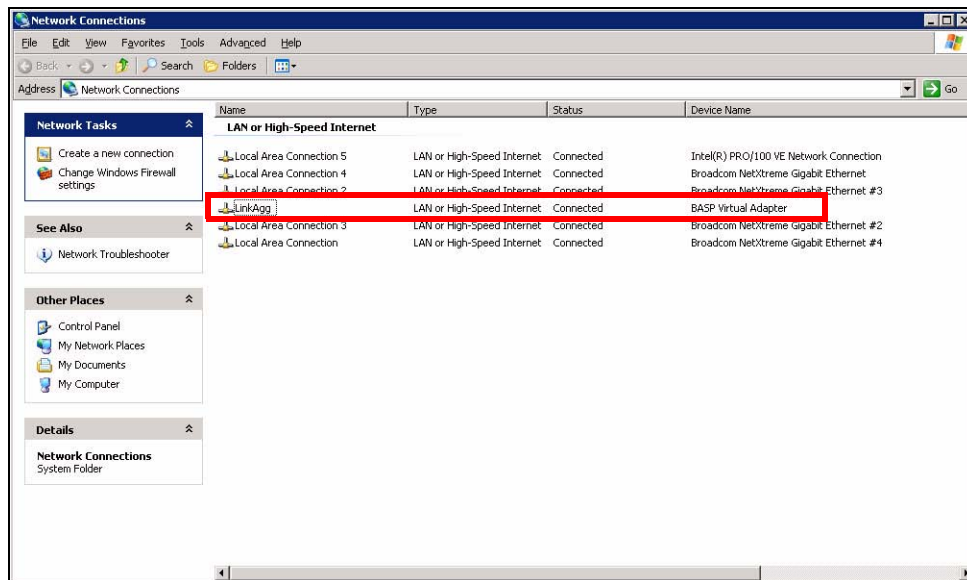 Network Connections
File Edit View Favorites Tools Advanced Help
Back Search Folders
Address Network Connections Go
Name Type Status Device Name
LAN or High-Speed Internet
Local Area Connection 5 LAN or High-Speed Internet Connected Intel(R) PRO/100 VE Network Connection
Local Area Connection 4 LAN or High-Speed Internet Connected Broadcom NetXtreme Gigabit Ethernet
Local Area Connection 2 LAN or High-Speed Internet Connected Broadcom NetXtreme Gigabit Ethernet #3
LinkAgg LAN or High-Speed Internet Connected BASP Virtual Adapter
Local Area Connection 3 LAN or High-Speed Internet Connected Broadcom NetXtreme Gigabit Ethernet #2
Local Area Connection LAN or High-Speed Internet Connected Broadcom NetXtreme Gigabit Ethernet #4
Network Tasks
Create a new connection
Change Windows Firewall
settings
See Also
Network Troubleshooter
Other Places
Control Panel
My Network Places
My Documents
My Computer
Details
Network Connections
System Folder